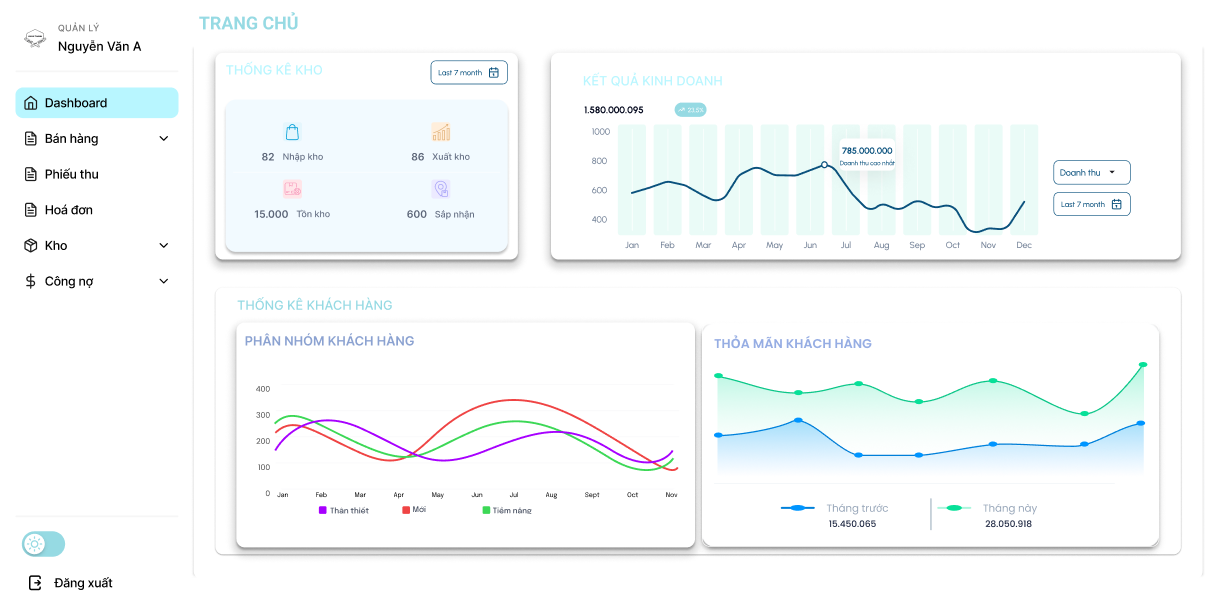 QUẢN LÝ
Nguyễn Văn A
Dashboard
Bán hàng
Phiếu thu
Hoá đơn
Kho
Công nợ
Đăng xuất
TRANG CHỦ
THỐNG KÊ KHO
Last 7 month
82 Nhập kho
86 Xuất kho
15.000 Tồn kho
600 Sắp nhận
KẾT QUẢ KINH DOANH
1.580.000.095
23,5%
1000
800
600
400
785.000.000
Doanh thu cao nhất
Jan Feb Mar Apr May Jun Jul Aug Sep Oct Nov Dec
Doanh thu
Last 7 month
THỐNG KÊ KHÁCH HÀNG
PHÂN NHÓM KHÁCH HÀNG
400
300
200
100
0
Jan Feb Mar Apr May Jun Jul Aug Sept Oct Nov
Thân thiết Mới Tiềm năng
THỎA MÃN KHÁCH HÀNG
Tháng trước
15.450.065
Tháng này
28.050.918